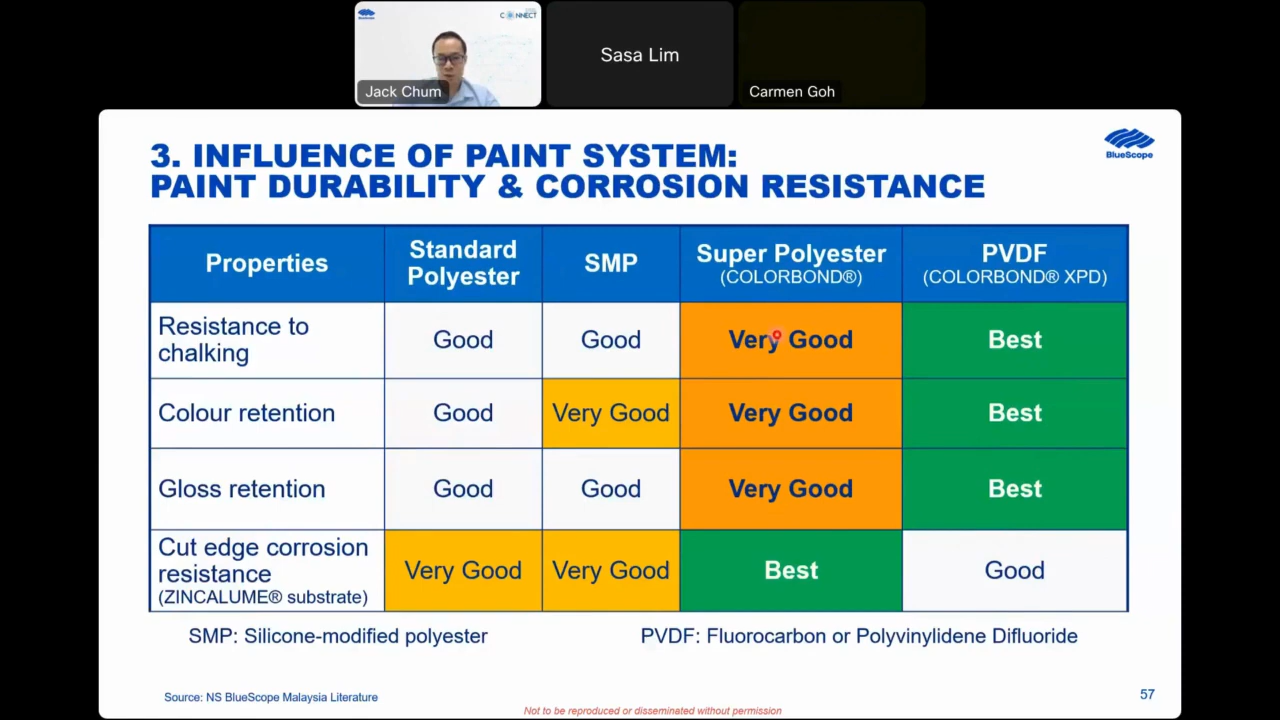 BlueScope
CONNECT
Jack Chum
Sasa Lim
Carmen Goh
3. INFLUENCE OF PAINT SYSTEM:
PAINT DURABILITY & CORROSION RESISTANCE
BlueScope
Properties
Standard
Polyester
SMP
Super Polyester
(COLORBOND®)
PVDF
(COLORBOND® XPD)
Resistance to
chalking
Good
Good
Very Good
Best
Colour retention
Good
Very Good
Very Good
Best
Gloss retention
Good
Good
Very Good
Best
Cut edge corrosion
resistance
(ZINCALUME® substrate)
Very Good
Very Good
Best
Good
SMP: Silicone-modified polyester
PVDF: Fluorocarbon or Polyvinylidene Difluoride
Source: NS BlueScope Malaysia Literature
57
Not to be reproduced or disseminated without permission